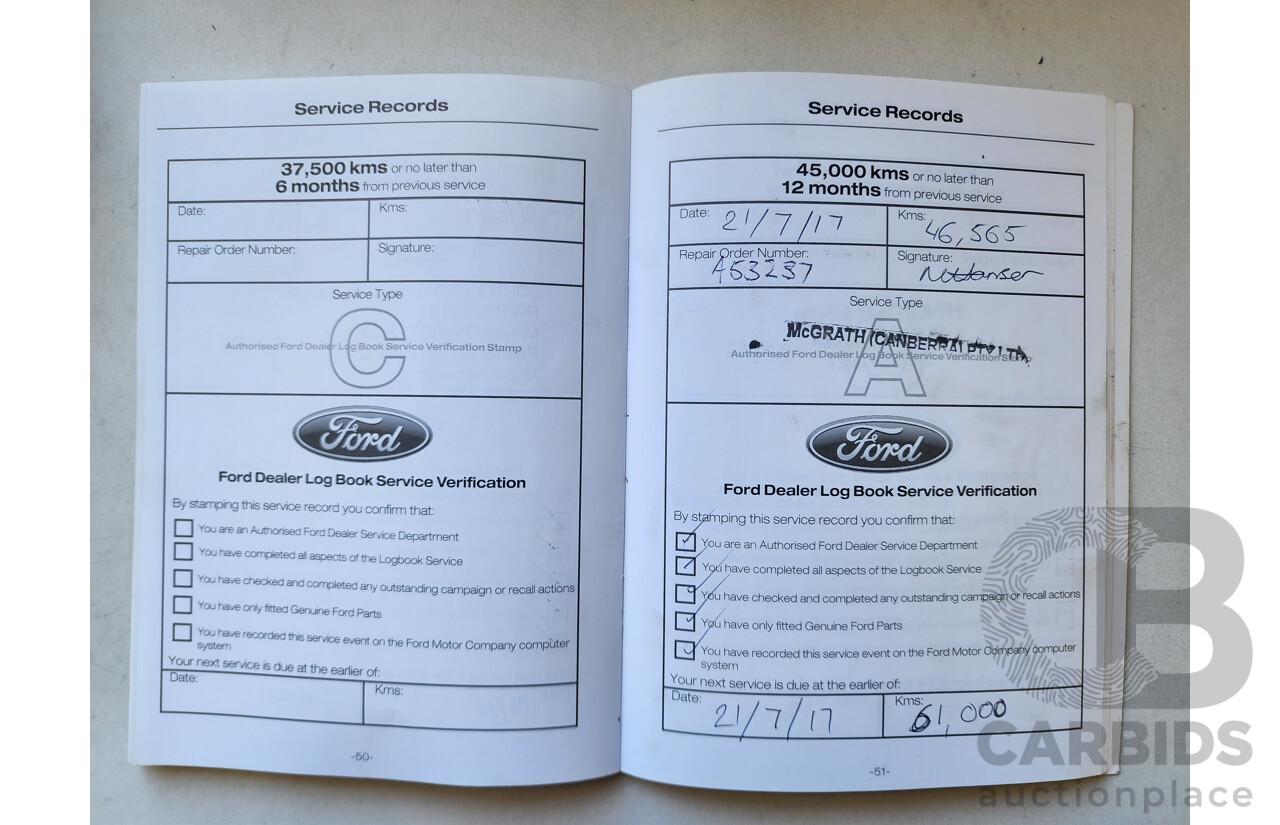 Service Records
37,500 kms or no later than
6 months from previous service
Date:
Kms:
Repair Order Number:
Signature:
Service Type
C
Authorised Ford Dealer Log Book Service Verification Stamp
Ford
Ford Dealer Log Book Service Verification
By stamping this service record you confirm that:
You are an Authorised Ford Dealer Service Department
You have completed all aspects of the Logbook Service
You have checked and completed any outstanding campaign or recall actions
You have only fitted Genuine Ford Parts
You have recorded this service event on the Ford Motor Company computer
system
Your next service is due at the earlier of:
Date:
Kms:
-50-
Service Records
45,000 kms or no later than
12 months from previous service
Date: 21/7/17
Kms: 46,565
Repair Order Number:
A53237
Signature:
Service Type
McGRATH (CANBERRA) PTY LTD
A
Authorised Ford Dealer Log Book Service Verification Stamp
Ford
Ford Dealer Log Book Service Verification
By stamping this service record you confirm that:
You are an Authorised Ford Dealer Service Department
You have completed all aspects of the Logbook Service
You have checked and completed any outstanding campaign or recall actions
You have only fitted Genuine Ford Parts
You have recorded this service event on the Ford Motor Company computer
system
Your next service is due at the earlier of:
Date: 21/7/17
Kms: 61,000
-51-
CB
CARBIDS
auctionplace